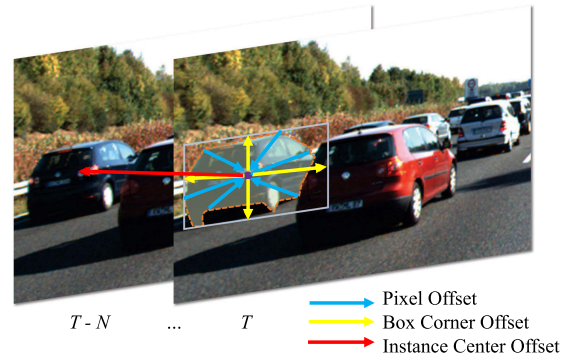 T - N ... T
Pixel Offset
Box Corner Offset
Instance Center Offset